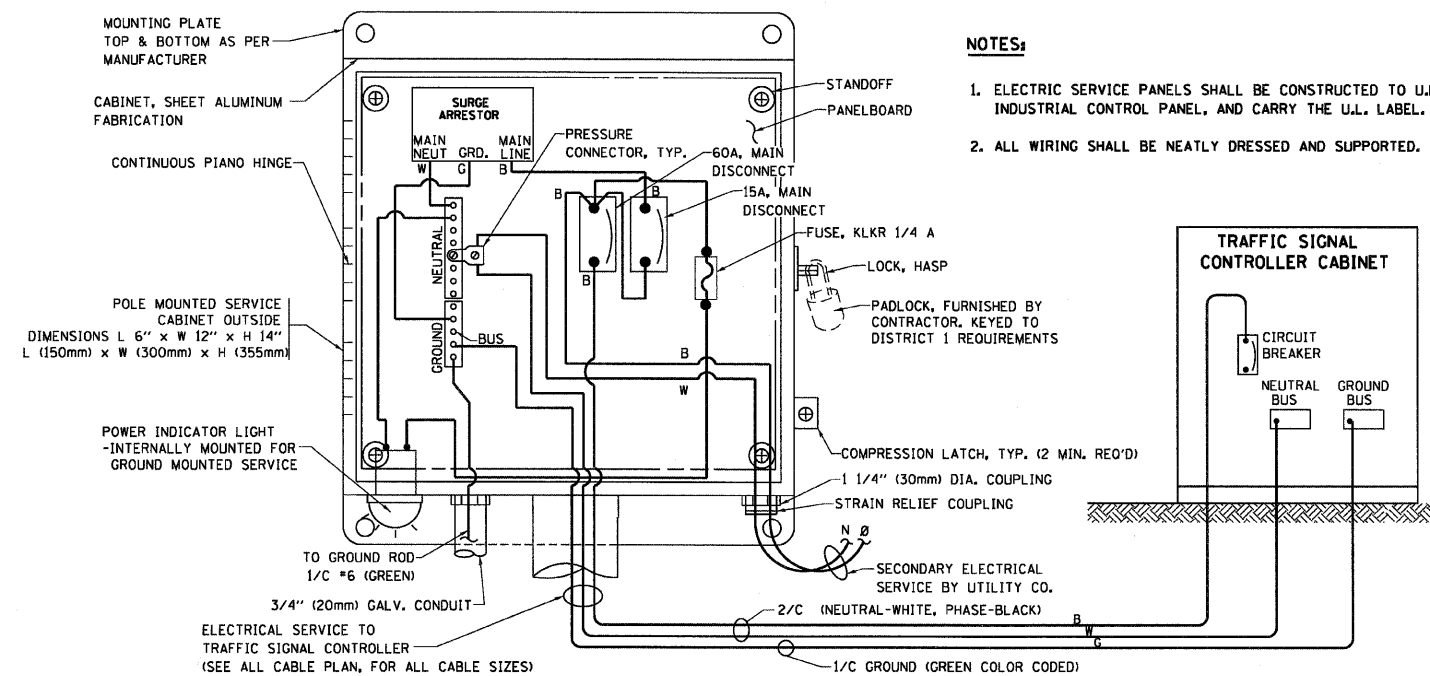 MOUNTING PLATE
TOP & BOTTOM AS PER
MANUFACTURER
CABINET, SHEET ALUMINUM
FABRICATION
CONTINUOUS PIANO HINGE
POLE MOUNTED SERVICE
CABINET OUTSIDE
DIMENSIONS L 6" x W 12" x H 14"
L (150mm) x W (300mm) x H (355mm)
POWER INDICATOR LIGHT
-INTERNALLY MOUNTED FOR
GROUND MOUNTED SERVICE
TO GROUND ROD
1/C #6 (GREEN)
3/4" (20mm) GALV. CONDUIT
ELECTRICAL SERVICE TO
TRAFFIC SIGNAL CONTROLLER
(SEE ALL CABLE PLAN, FOR ALL CABLE SIZES)
SURGE
ARRESTOR
MAIN
NEUT
GRD.
MAIN
LINE
W
G
B
PRESSURE
CONNECTOR, TYP.
60A, MAIN
DISCONNECT
15A, MAIN
DISCONNECT
B
B
B
NEUTRAL
GROUND
BUS
B
W
STANDOFF
PANELBOARD
FUSE, KLKR 1/4 A
LOCK, HASP
PADLOCK, FURNISHED BY
CONTRACTOR. KEYED TO
DISTRICT 1 REQUIREMENTS
COMPRESSION LATCH, TYP. (2 MIN. REQ'D)
1 1/4" (30mm) DIA. COUPLING
STRAIN RELIEF COUPLING
N Ø
SECONDARY ELECTRICAL
SERVICE BY UTILITY CO.
2/C (NEUTRAL-WHITE, PHASE-BLACK)
B
W
G
1/C GROUND (GREEN COLOR CODED)
NOTES:
1. ELECTRIC SERVICE PANELS SHALL BE CONSTRUCTED TO U.
INDUSTRIAL CONTROL PANEL, AND CARRY THE U.L. LABEL.
2. ALL WIRING SHALL BE NEATLY DRESSED AND SUPPORTED.
TRAFFIC SIGNAL
CONTROLLER CABINET
CIRCUIT
BREAKER
NEUTRAL
BUS
GROUND
BUS